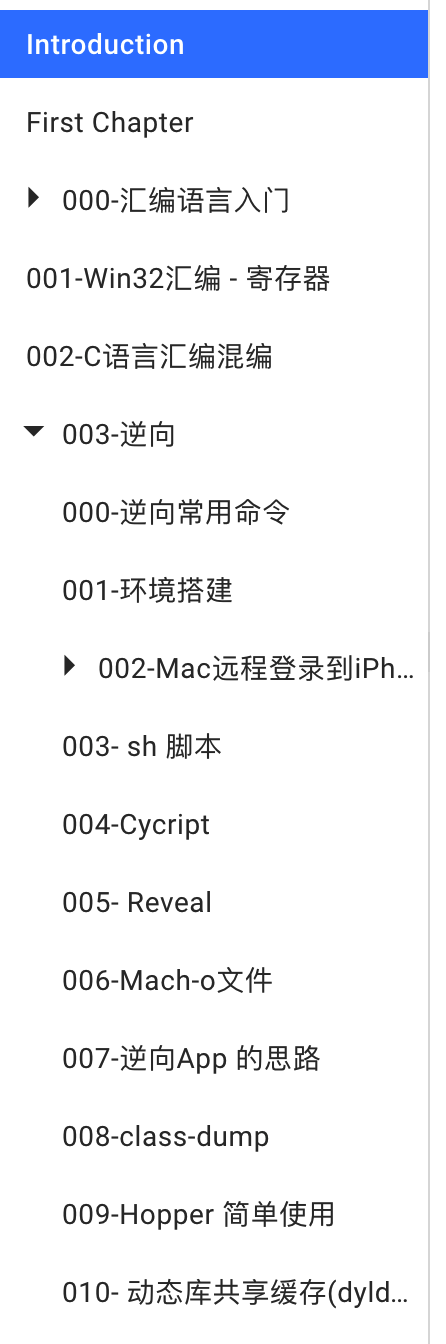 Introduction
First Chapter
000-汇编语言入门
001-Win32汇编 - 寄存器
002-C语言汇编混编
003-逆向
000-逆向常用命令
001-环境搭建
002-Mac远程登录到iPh...
003- sh 脚本
004-Cycript
005- Reveal
006-Mach-o文件
007-逆向App 的思路
008-class-dump
009-Hopper 简单使用
010- 动态库共享缓存(dyld...